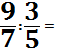 9/7 : 3/5 =